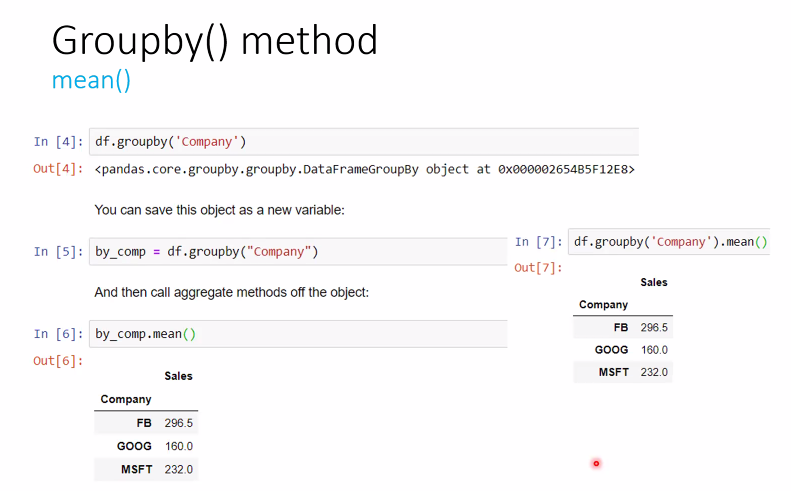 Groupby() method
mean()
In [4]: df.groupby('Company')
Out[4]: <pandas.core.groupby.groupby.DataFrameGroupBy object at 0x000002654B5F12E8>
You can save this object as a new variable:
In [5]: by_comp = df.groupby("Company")
And then call aggregate methods off the object:
In [6]: by_comp.mean()
Out[6]:
Sales
Company
FB 296.5
GOOG 160.0
MSFT 232.0
In [7]: df.groupby('Company').mean()
Out[7]:
Sales
Company
FB 296.5
GOOG 160.0
MSFT 232.0